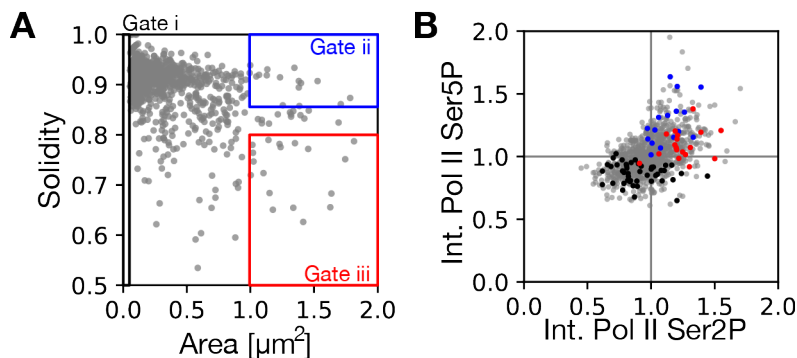 A
Gate i
Solidity
1.0
0.9
0.8
0.7
0.6
0.5
Gate ii
Gate iii
0.0 0.5 1.0 1.5 2.0
Area [μm²]
B
Int. Pol II Ser5P
2.0
1.5
1.0
0.5
0.0
0.0 0.5 1.0 1.5 2.0
Int. Pol II Ser2P